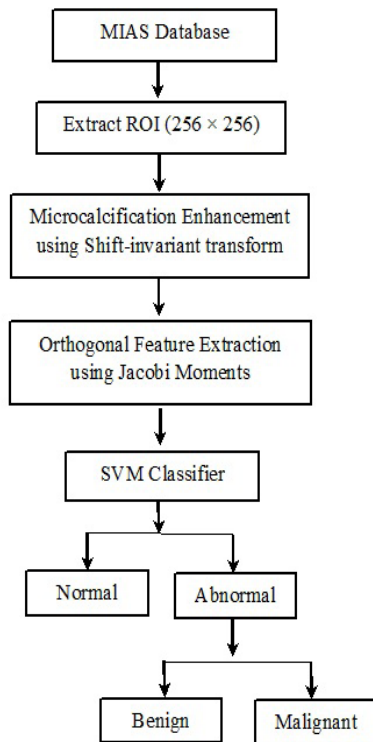 MIAS Database
Extract ROI (256 × 256)
Microcalcification Enhancement
using Shift-invariant transform
Orthogonal Feature Extraction
using Jacobi Moments
SVM Classifier
Normal
Abnormal
Benign
Malignant